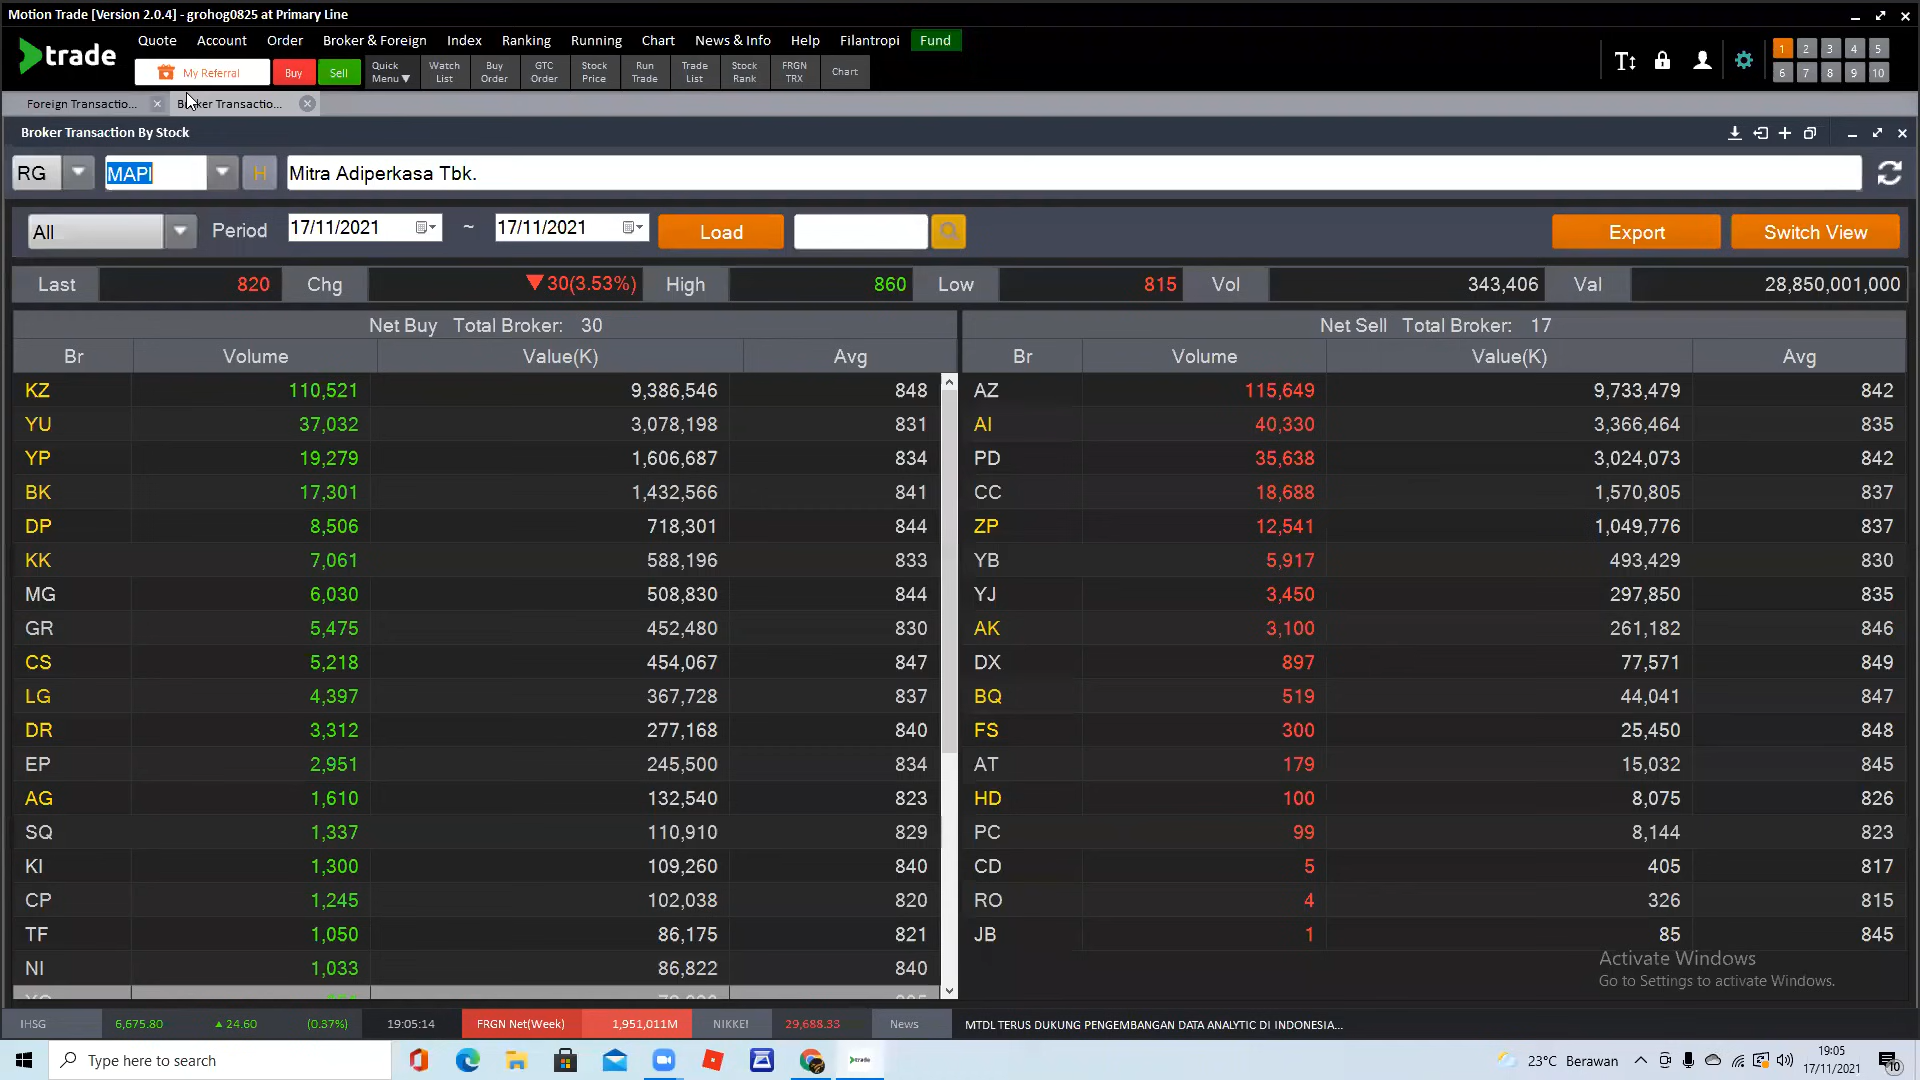 Motion Trade [Version 2.0.4] - grohog0825 at Primary Line
trade
Quote Account Order Broker & Foreign Index Ranking Running Chart News & Info Help Filantropi Fund
My Referral Buy Sell Quick Menu▼ Watch List Buy Order GTC Order Stock Price Run Trade Trade List Stock Rank FRGN TRX Chart
1 2 3 4 5
6 7 8 9 10
Foreign Transactio... Broker Transactio...
Broker Transaction By Stock
RG MAPI H Mitra Adiperkasa Tbk.
All Period 17/11/2021 ~ 17/11/2021 Load Export Switch View
Last 820 Chg ▼30(3.53%) High 860 Low 815 Vol 343,406 Val 28,850,001,000
Net Buy Total Broker: 30 Net Sell Total Broker: 17
Br Volume Value(K) Avg Br Volume Value(K) Avg
KZ 110,521 9,386,546 848 AZ 115,649 9,733,479 842
YU 37,032 3,078,198 831 AI 40,330 3,366,464 835
YP 19,279 1,606,687 834 PD 35,638 3,024,073 842
BK 17,301 1,432,566 841 CC 18,688 1,570,805 837
DP 8,506 718,301 844 ZP 12,541 1,049,776 837
KK 7,061 588,196 833 YB 5,917 493,429 830
MG 6,030 508,830 844 YJ 3,450 297,850 835
GR 5,475 452,480 830 AK 3,100 261,182 846
CS 5,218 454,067 847 DX 897 77,571 849
LG 4,397 367,728 837 BQ 519 44,041 847
DR 3,312 277,168 840 FS 300 25,450 848
EP 2,951 245,500 834 AT 179 15,032 845
AG 1,610 132,540 823 HD 100 8,075 826
SQ 1,337 110,910 829 PC 99 8,144 823
KI 1,300 109,260 840 CD 5 405 817
CP 1,245 102,038 820 RO 4 326 815
TF 1,050 86,175 821 JB 1 85 845
NI 1,033 86,822 840
Activate Windows
Go to Settings to activate Windows.
IHSG 6,675.80 ▲ 24.60 (0.37%) 19:05:14 FRGN Net(Week) 1,951,011M NIKKEI 29,688.33 News MTDL TERUS DUKUNG PENGEMBANGAN DATA ANALYTIC DI INDONESIA...
Type here to search trade 23°C Berawan 19:05
17/11/2021 10